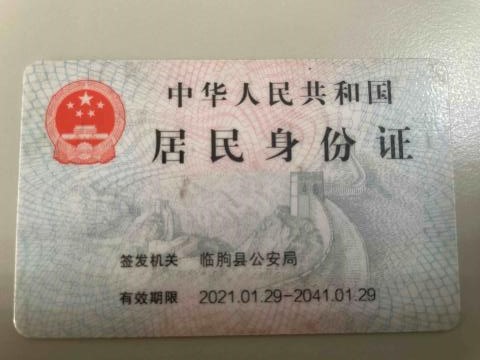 中华人民共和国
居民身份证
签发机关 临朐县公安局
有效期限 2021.01.29-2041.01.29